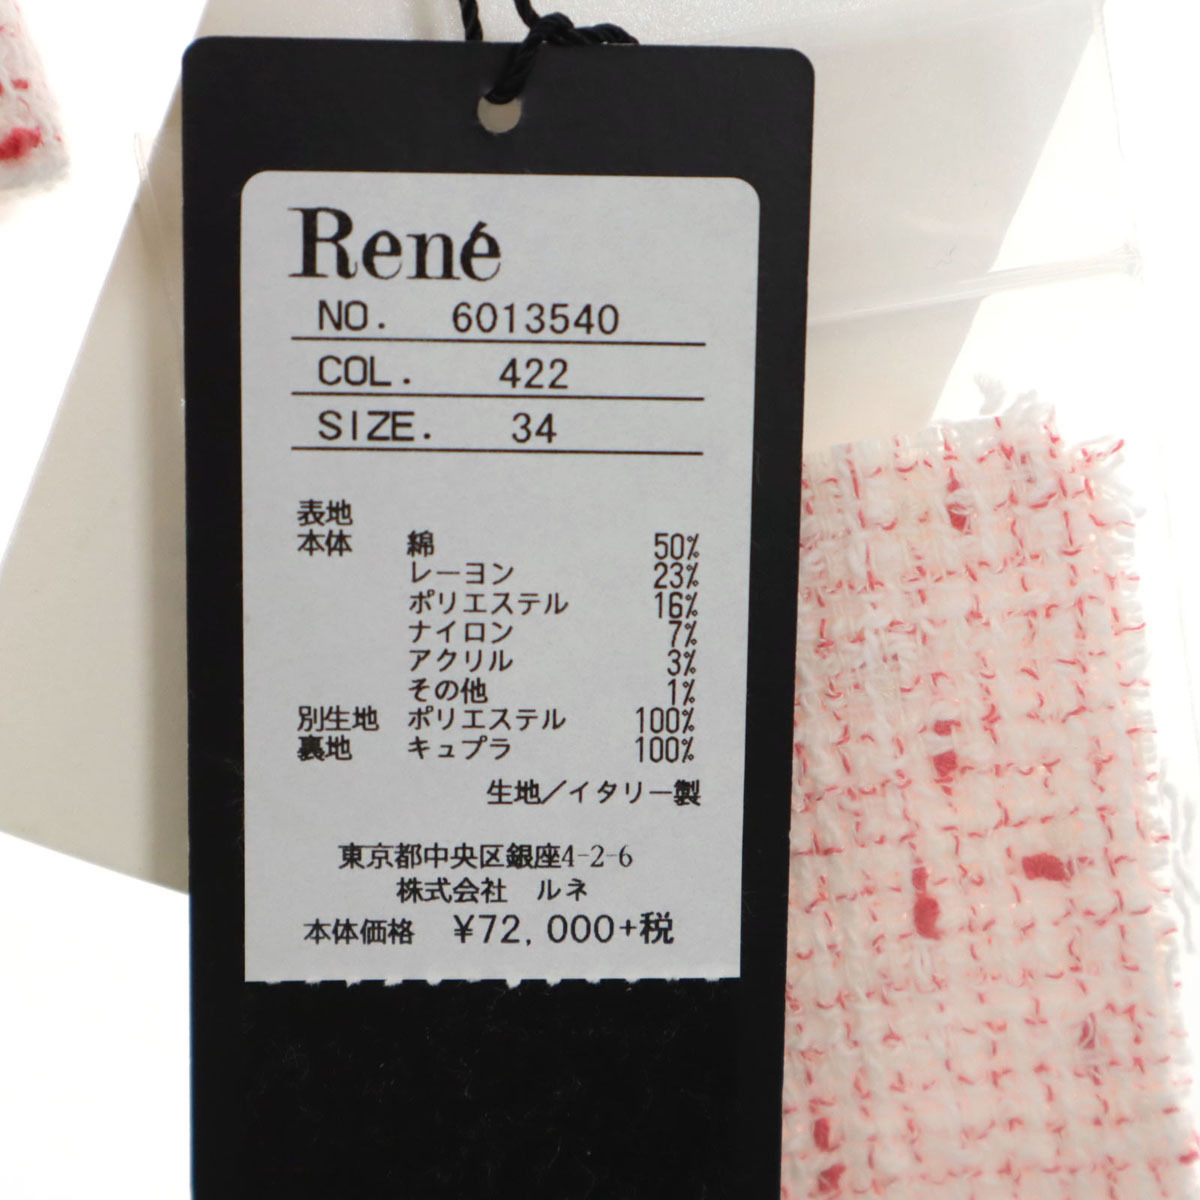 René
NO. 6013540
COL. 422
SIZE. 34
表地
本体 綿 50%
レーヨン 23%
ポリエステル 16%
ナイロン 7%
アクリル 3%
その他 1%
別生地 ポリエステル 100%
裏地 キュプラ 100%
生地／イタリー製
東京都中央区銀座4-2-6
株式会社 ルネ
本体価格 ¥72,000+税